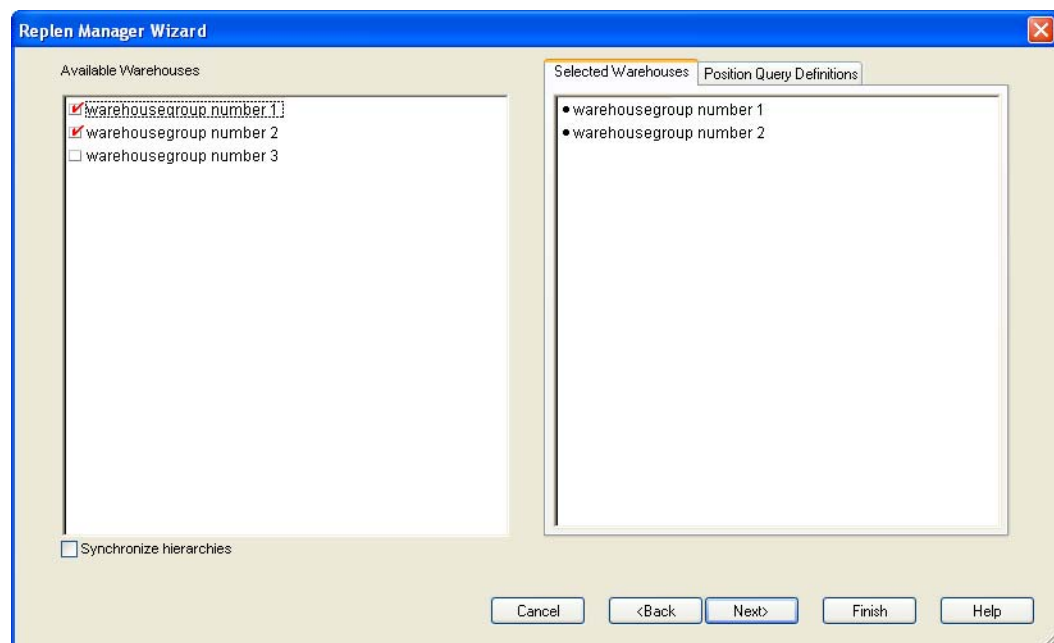 Replen Manager Wizard
Available Warehouses
warehousegroup number 1
warehousegroup number 2
warehousegroup number 3
Synchronize hierarchies
Selected Warehouses
Position Query Definitions
warehousegroup number 1
warehousegroup number 2
Cancel
<Back
Next>
Finish
Help